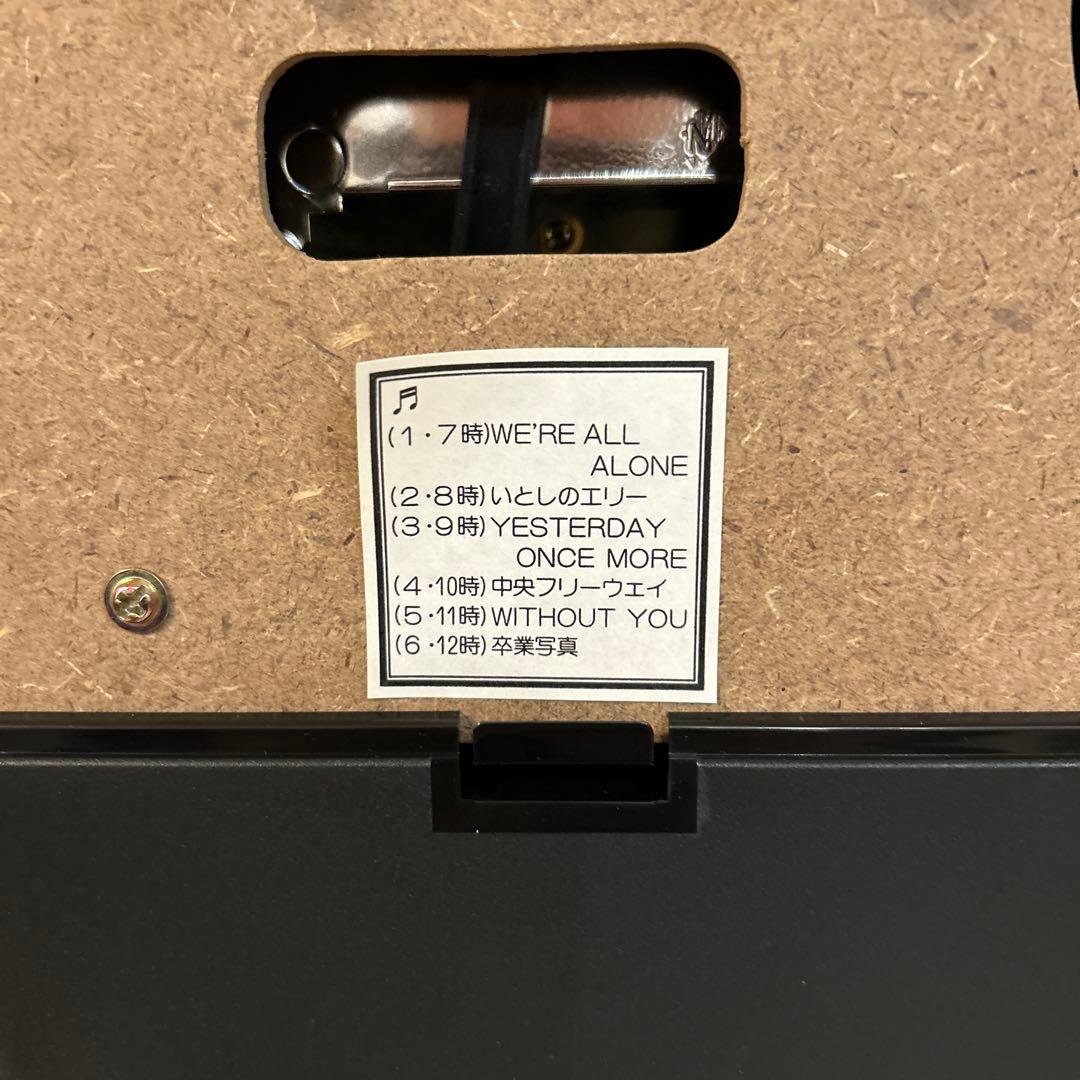 ♬
(1・7時)WE'RE ALL
ALONE
(2・8時)いとしのエリー
(3・9時)YESTERDAY
ONCE MORE
(4・10時)中央フリーウェイ
(5・11時)WITHOUT YOU
(6・12時)卒業写真